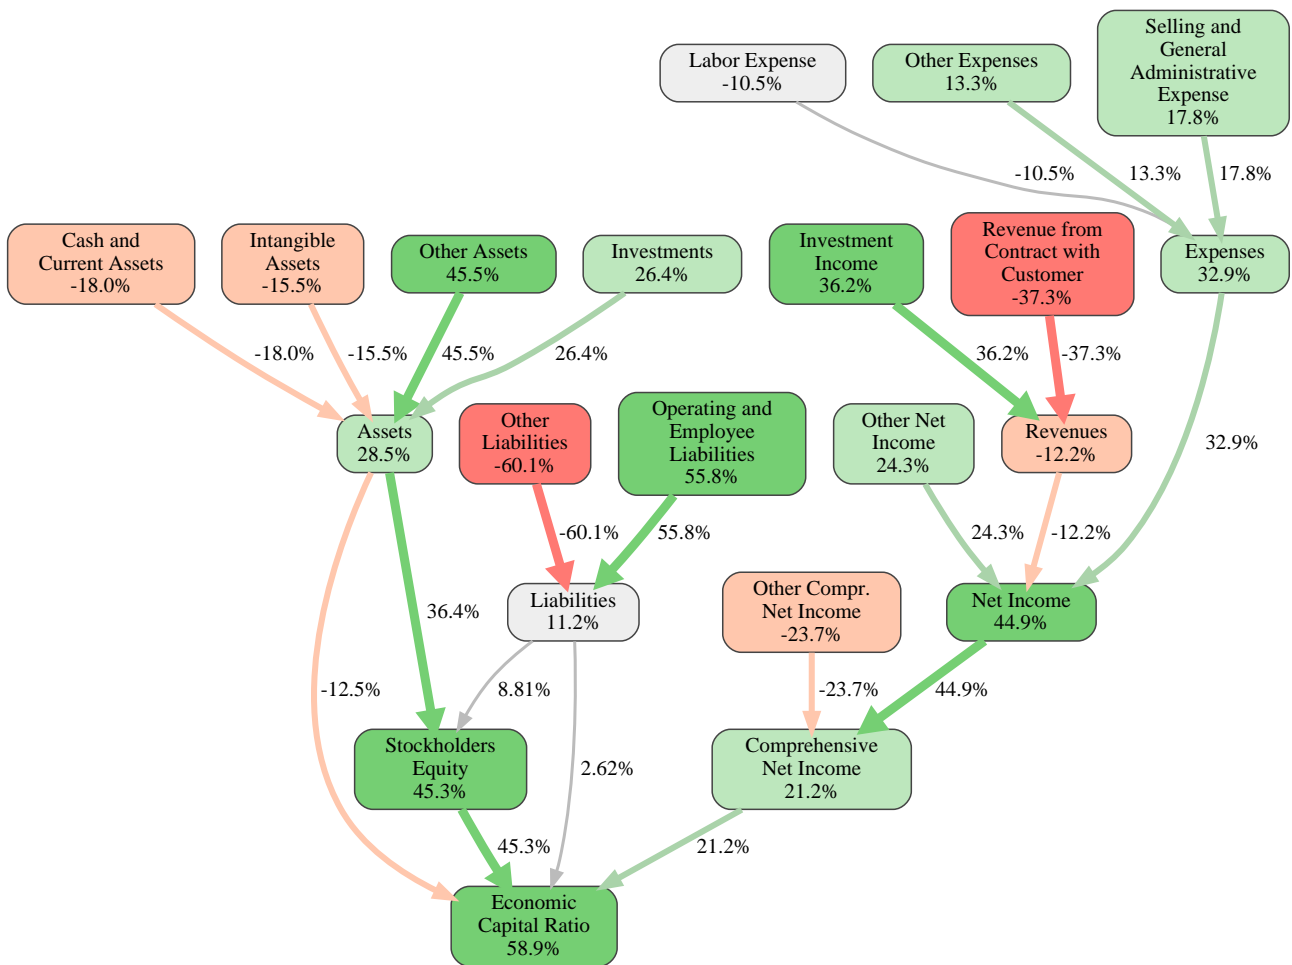 Selling and
General
Administrative
Expense
17.8%
Labor Expense
-10.5%
Other Expenses
13.3%
-10.5%
13.3%
17.8%
Cash and
Current Assets
-18.0%
Intangible
Assets
-15.5%
Other Assets
45.5%
Investments
26.4%
Investment
Income
36.2%
Revenue from
Contract with
Customer
-37.3%
Expenses
32.9%
-18.0%
-15.5%
45.5%
26.4%
36.2%
-37.3%
32.9%
Assets
28.5%
Other
Liabilities
-60.1%
Operating and
Employee
Liabilities
55.8%
Other Net
Income
24.3%
Revenues
-12.2%
-60.1%
55.8%
24.3%
-12.2%
36.4%
Liabilities
11.2%
Other Compr.
Net Income
-23.7%
Net Income
44.9%
-12.5%
8.81%
-23.7%
44.9%
Stockholders
Equity
45.3%
2.62%
Comprehensive
Net Income
21.2%
45.3%
21.2%
Economic
Capital Ratio
58.9%